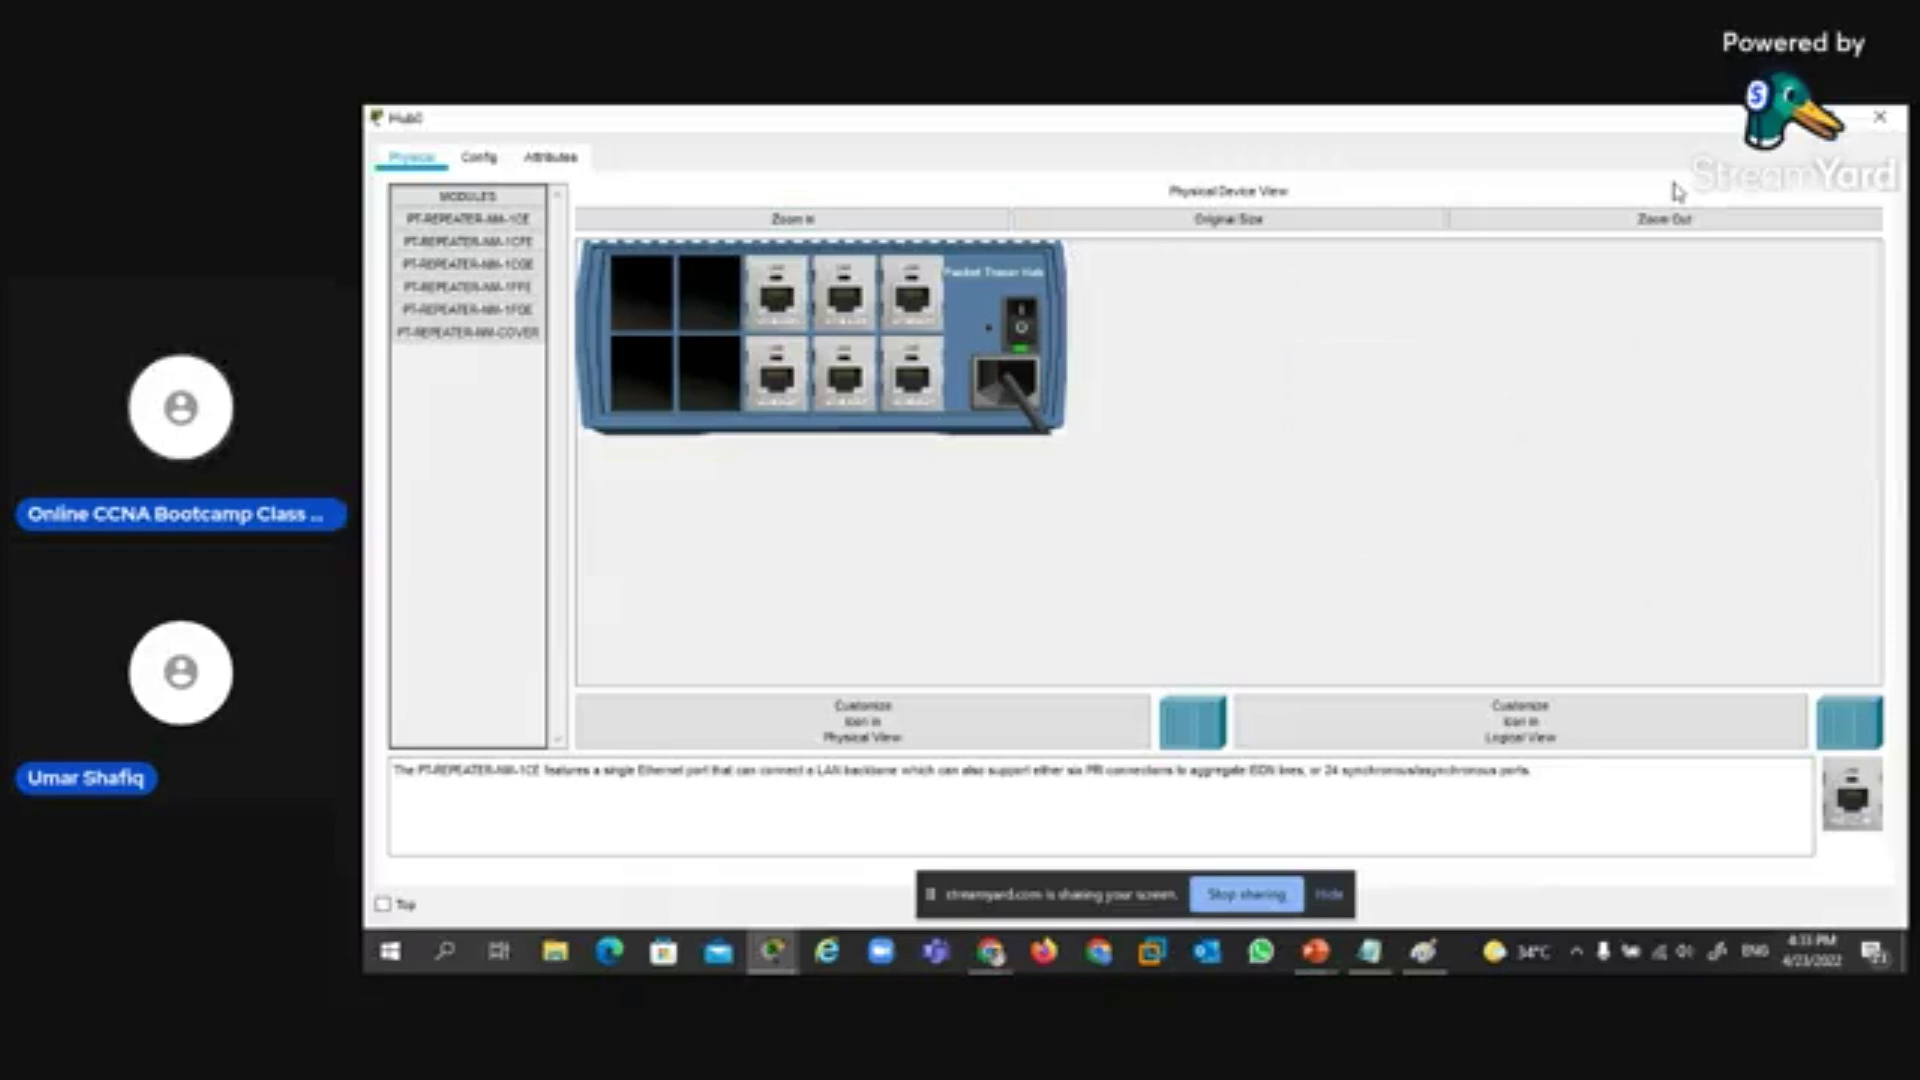 Powered by
StreamYard
Hub0
Physical
Config
Attributes
MODULES
PT-REPEATER-NM-1CE
PT-REPEATER-NM-1CFE
PT-REPEATER-NM-1CGE
PT-REPEATER-NM-1FFE
PT-REPEATER-NM-1FGE
PT-REPEATER-NM-COVER
Physical Device View
Zoom In
Original Size
Zoom Out
Packet Tracer Hub
Customize
Icon in
Physical View
Customize
Icon in
Logical View
The PT-REPEATER-NM-1CE features a single Ethernet port that can connect a LAN backbone which can also support either six PRI connections to aggregate ISDN lines, or 24 synchronous/asynchronous ports.
Top
streamyard.com is sharing your screen.
Stop sharing
Hide
Online CCNA Bootcamp Class ...
Umar Shafiq
34°C
ENG
4:33 PM
4/23/2022